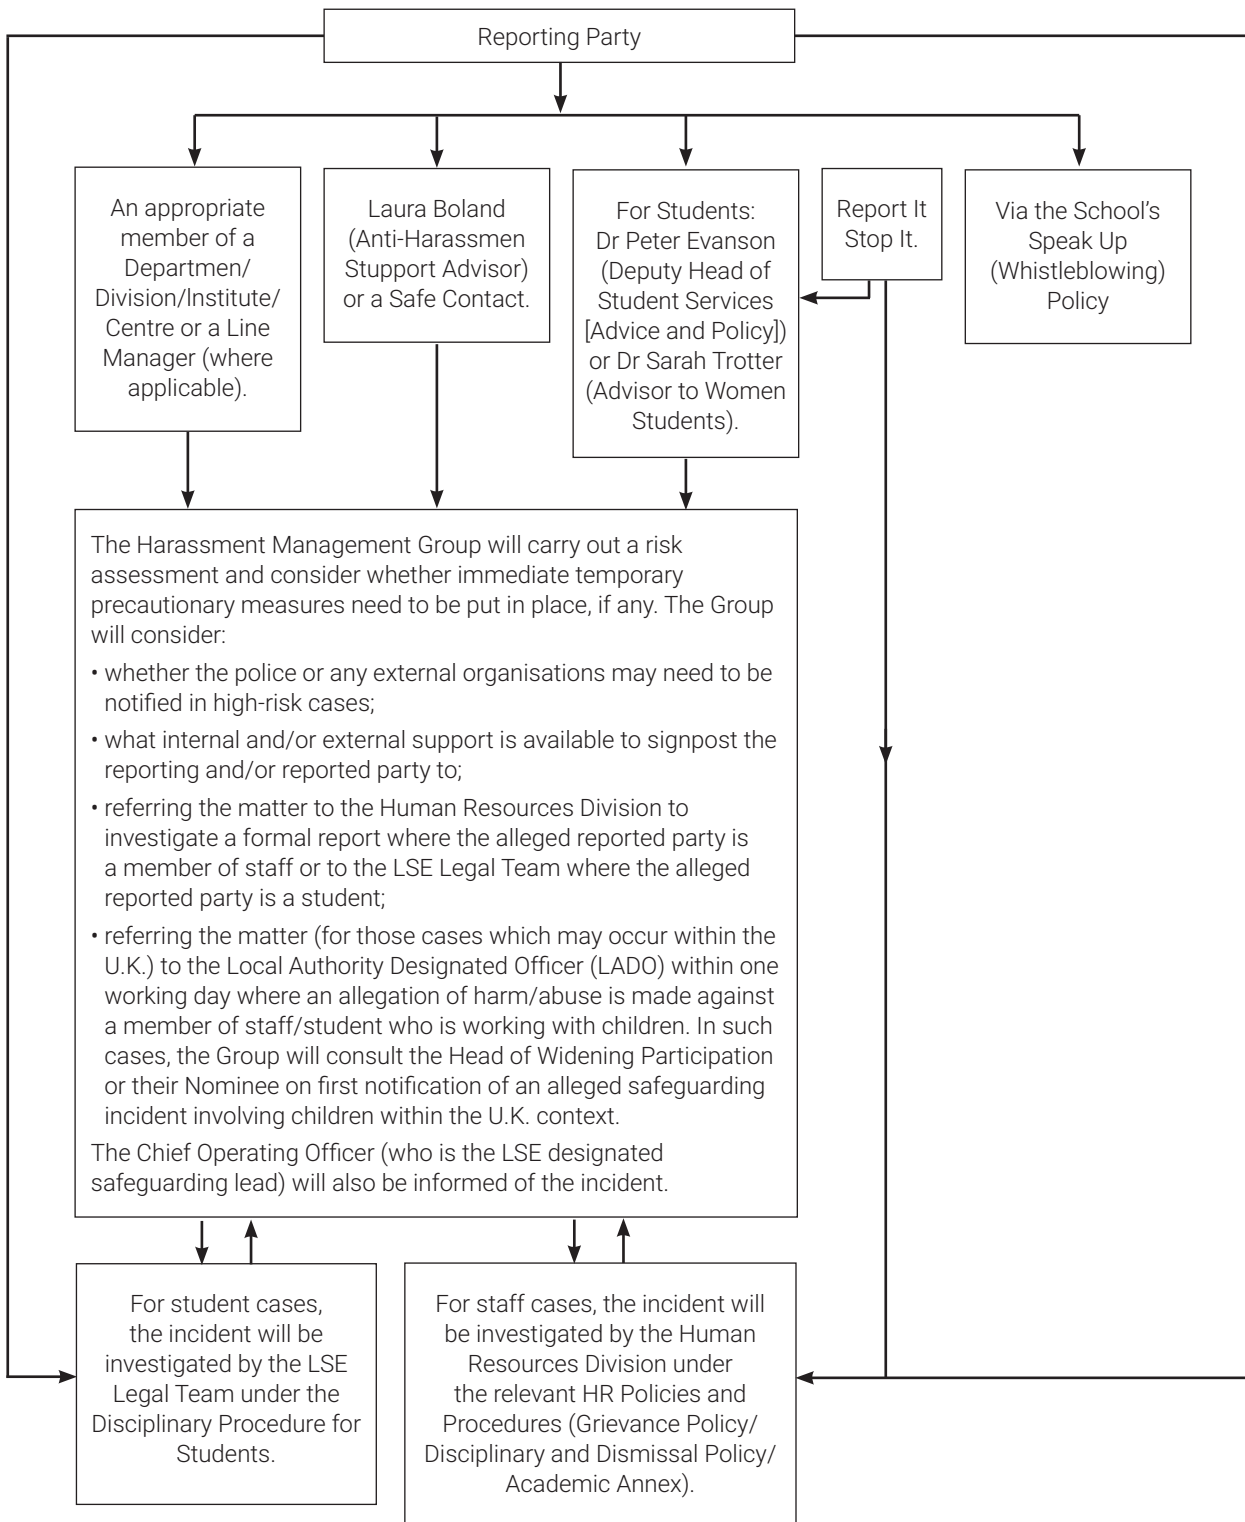 Reporting Party
An appropriate
member of a
Departmen/
Division/Institute/
Centre or a Line
Manager (where
applicable).
Laura Boland
(Anti-Harassmen
Stupport Advisor)
or a Safe Contact.
For Students:
Dr Peter Evanson
(Deputy Head of
Student Services
[Advice and Policy])
or Dr Sarah Trotter
(Advisor to Women
Students).
Report It
Stop It.
Via the School’s
Speak Up
(Whistleblowing)
Policy
The Harassment Management Group will carry out a risk
assessment and consider whether immediate temporary
precautionary measures need to be put in place, if any. The Group
will consider:
• whether the police or any external organisations may need to be
notified in high-risk cases;
• what internal and/or external support is available to signpost the
reporting and/or reported party to;
• referring the matter to the Human Resources Division to
investigate a formal report where the alleged reported party is
a member of staff or to the LSE Legal Team where the alleged
reported party is a student;
• referring the matter (for those cases which may occur within the
U.K.) to the Local Authority Designated Officer (LADO) within one
working day where an allegation of harm/abuse is made against
a member of staff/student who is working with children. In such
cases, the Group will consult the Head of Widening Participation
or their Nominee on first notification of an alleged safeguarding
incident involving children within the U.K. context.
The Chief Operating Officer (who is the LSE designated
safeguarding lead) will also be informed of the incident.
For student cases,
the incident will be
investigated by the LSE
Legal Team under the
Disciplinary Procedure for
Students.
For staff cases, the incident will
be investigated by the Human
Resources Division under
the relevant HR Policies and
Procedures (Grievance Policy/
Disciplinary and Dismissal Policy/
Academic Annex).